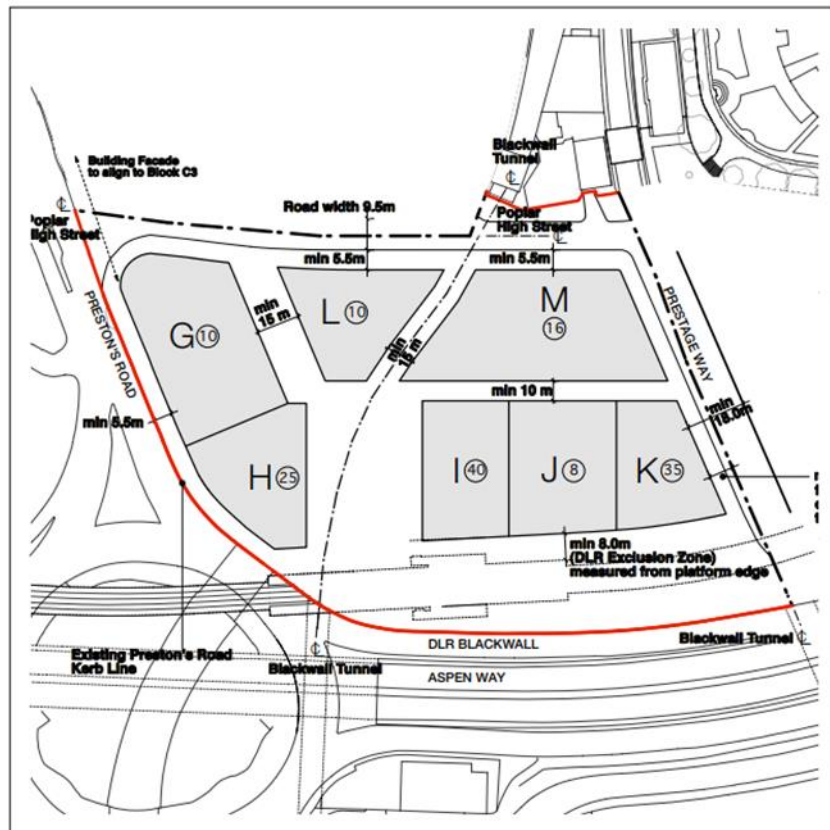 Building Facade
to align to Block C3
Blackwall
Tunnel
℄
℄
Road width 9.5m
Poplar
High Street
Poplar
High Street
℄
min 5.5m
min 5.5m
PRESTON'S ROAD
G 10
min
15 m
L 10
min
15 m
M
16
PRESTAGE WAY
min 10 m
min
15.0m
min 5.5m
H 25
I 40
J 8
K 35
min 8.0m
(DLR Exclusion Zone)
measured from platform edge
Existing Preston's Road
Kerb Line
℄
Blackwall Tunnel
DLR BLACKWALL
Blackwall Tunnel
℄
ASPEN WAY